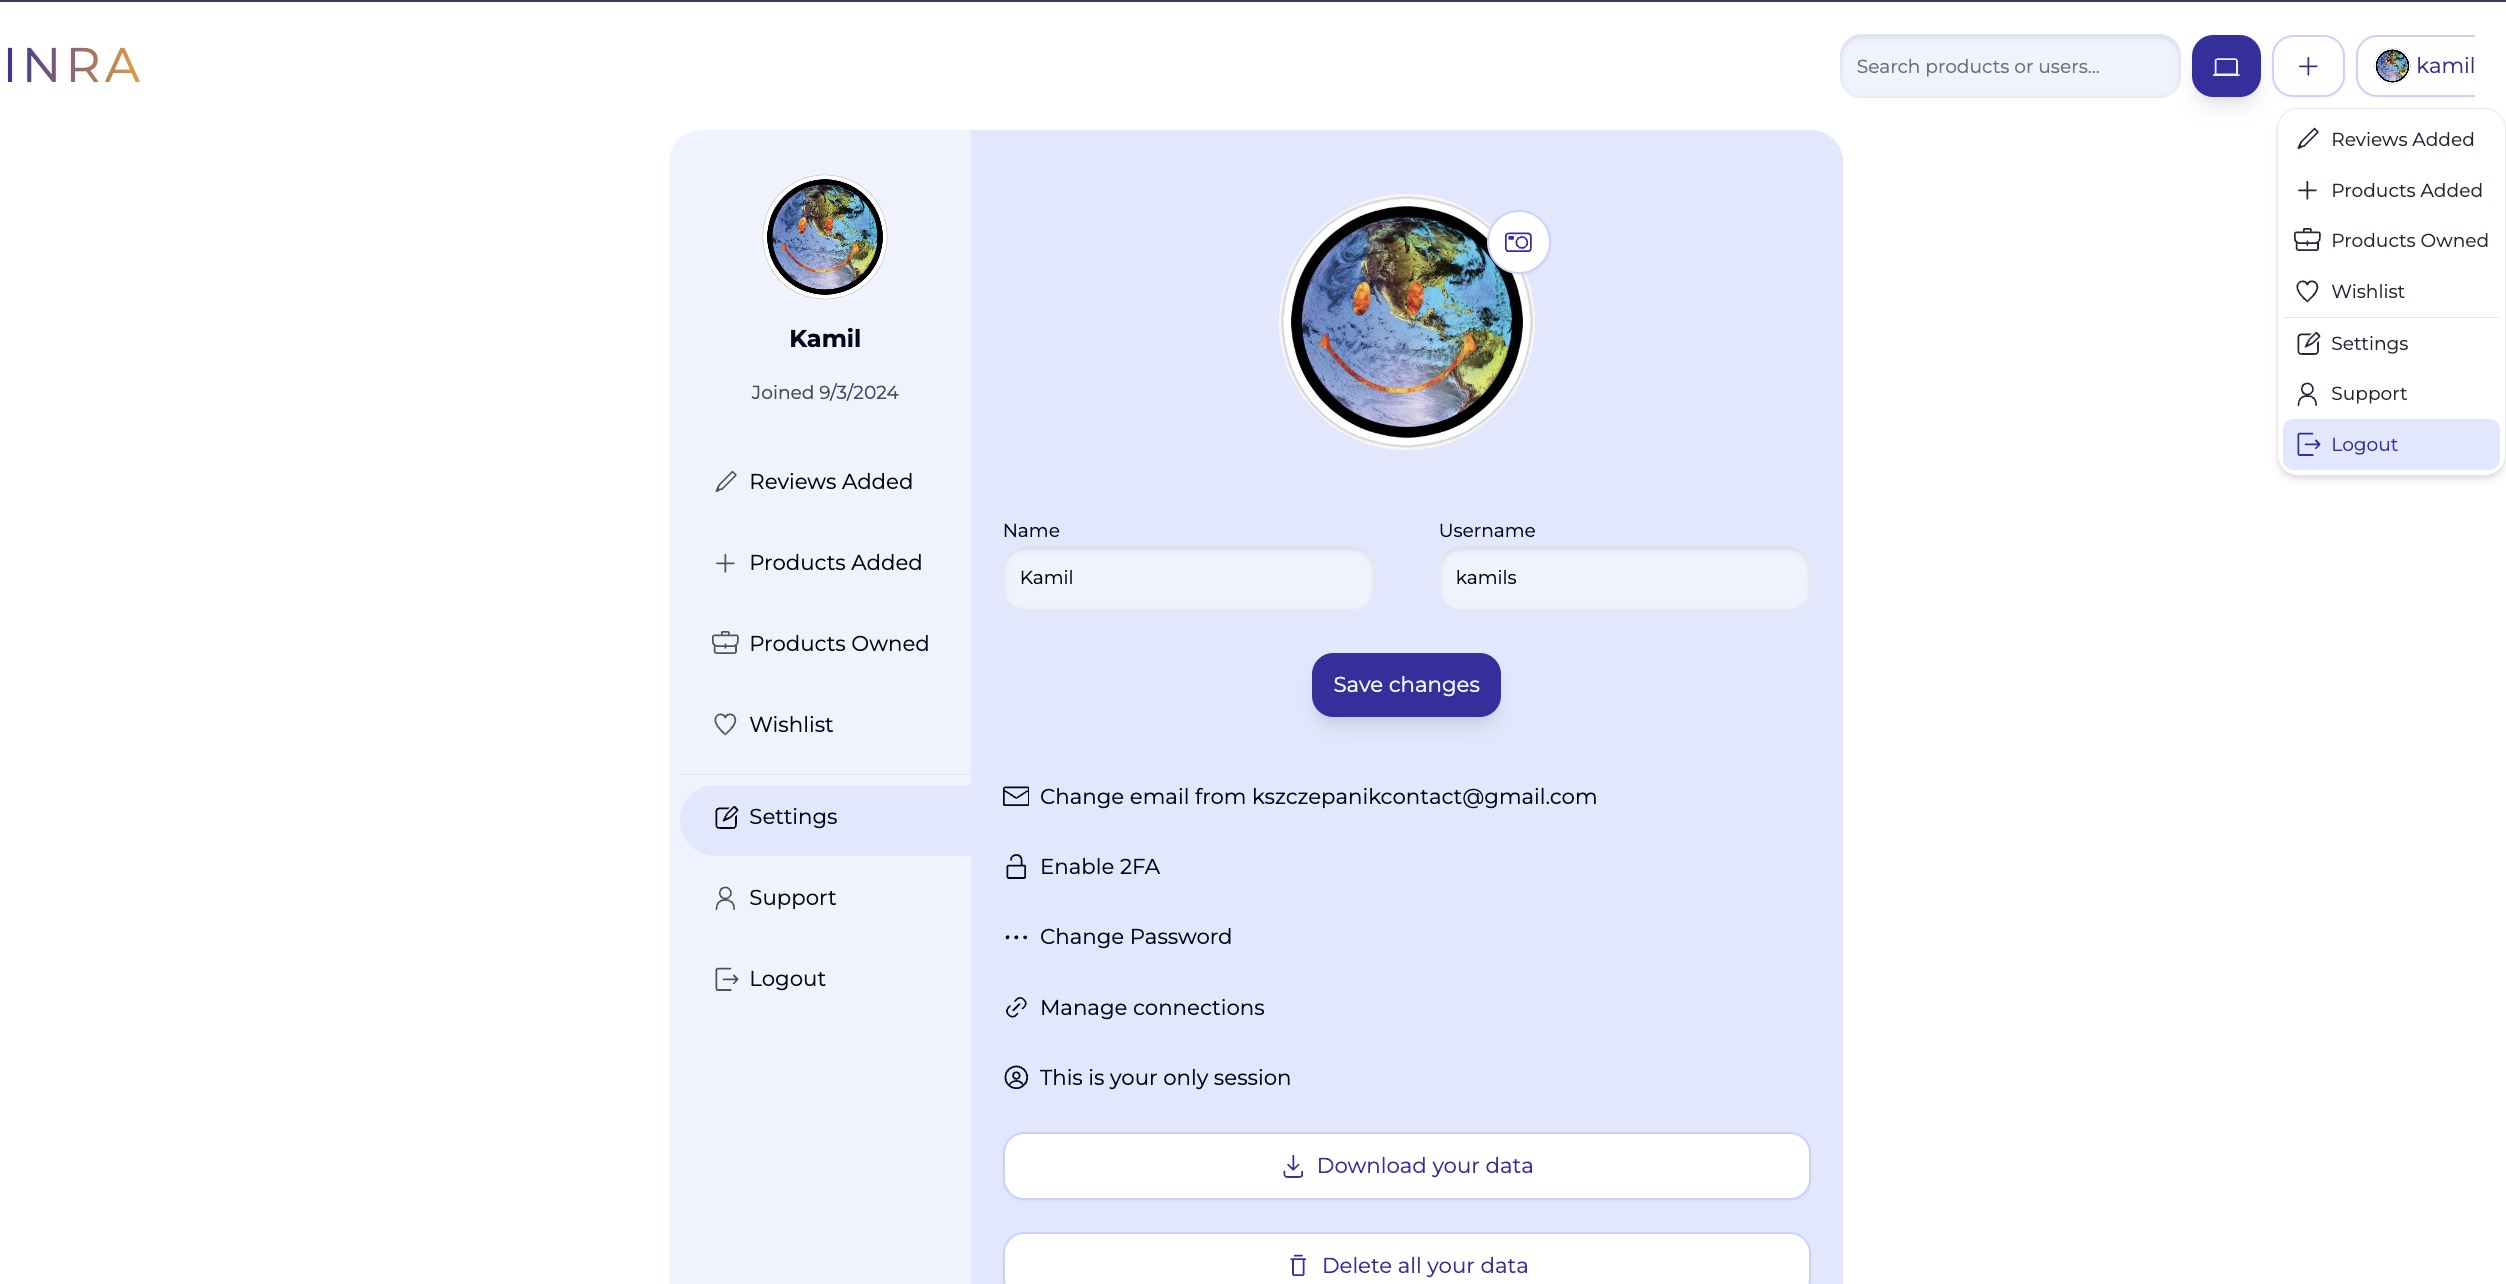 INRA
Search products or users...
kamil
Reviews Added
Products Added
Products Owned
Wishlist
Settings
Support
Logout
Kamil
Joined 9/3/2024
Reviews Added
Products Added
Products Owned
Wishlist
Settings
Support
Logout
Name
Username
Kamil
kamils
Save changes
Change email from kszczepanikcontact@gmail.com
Enable 2FA
Change Password
Manage connections
This is your only session
Download your data
Delete all your data